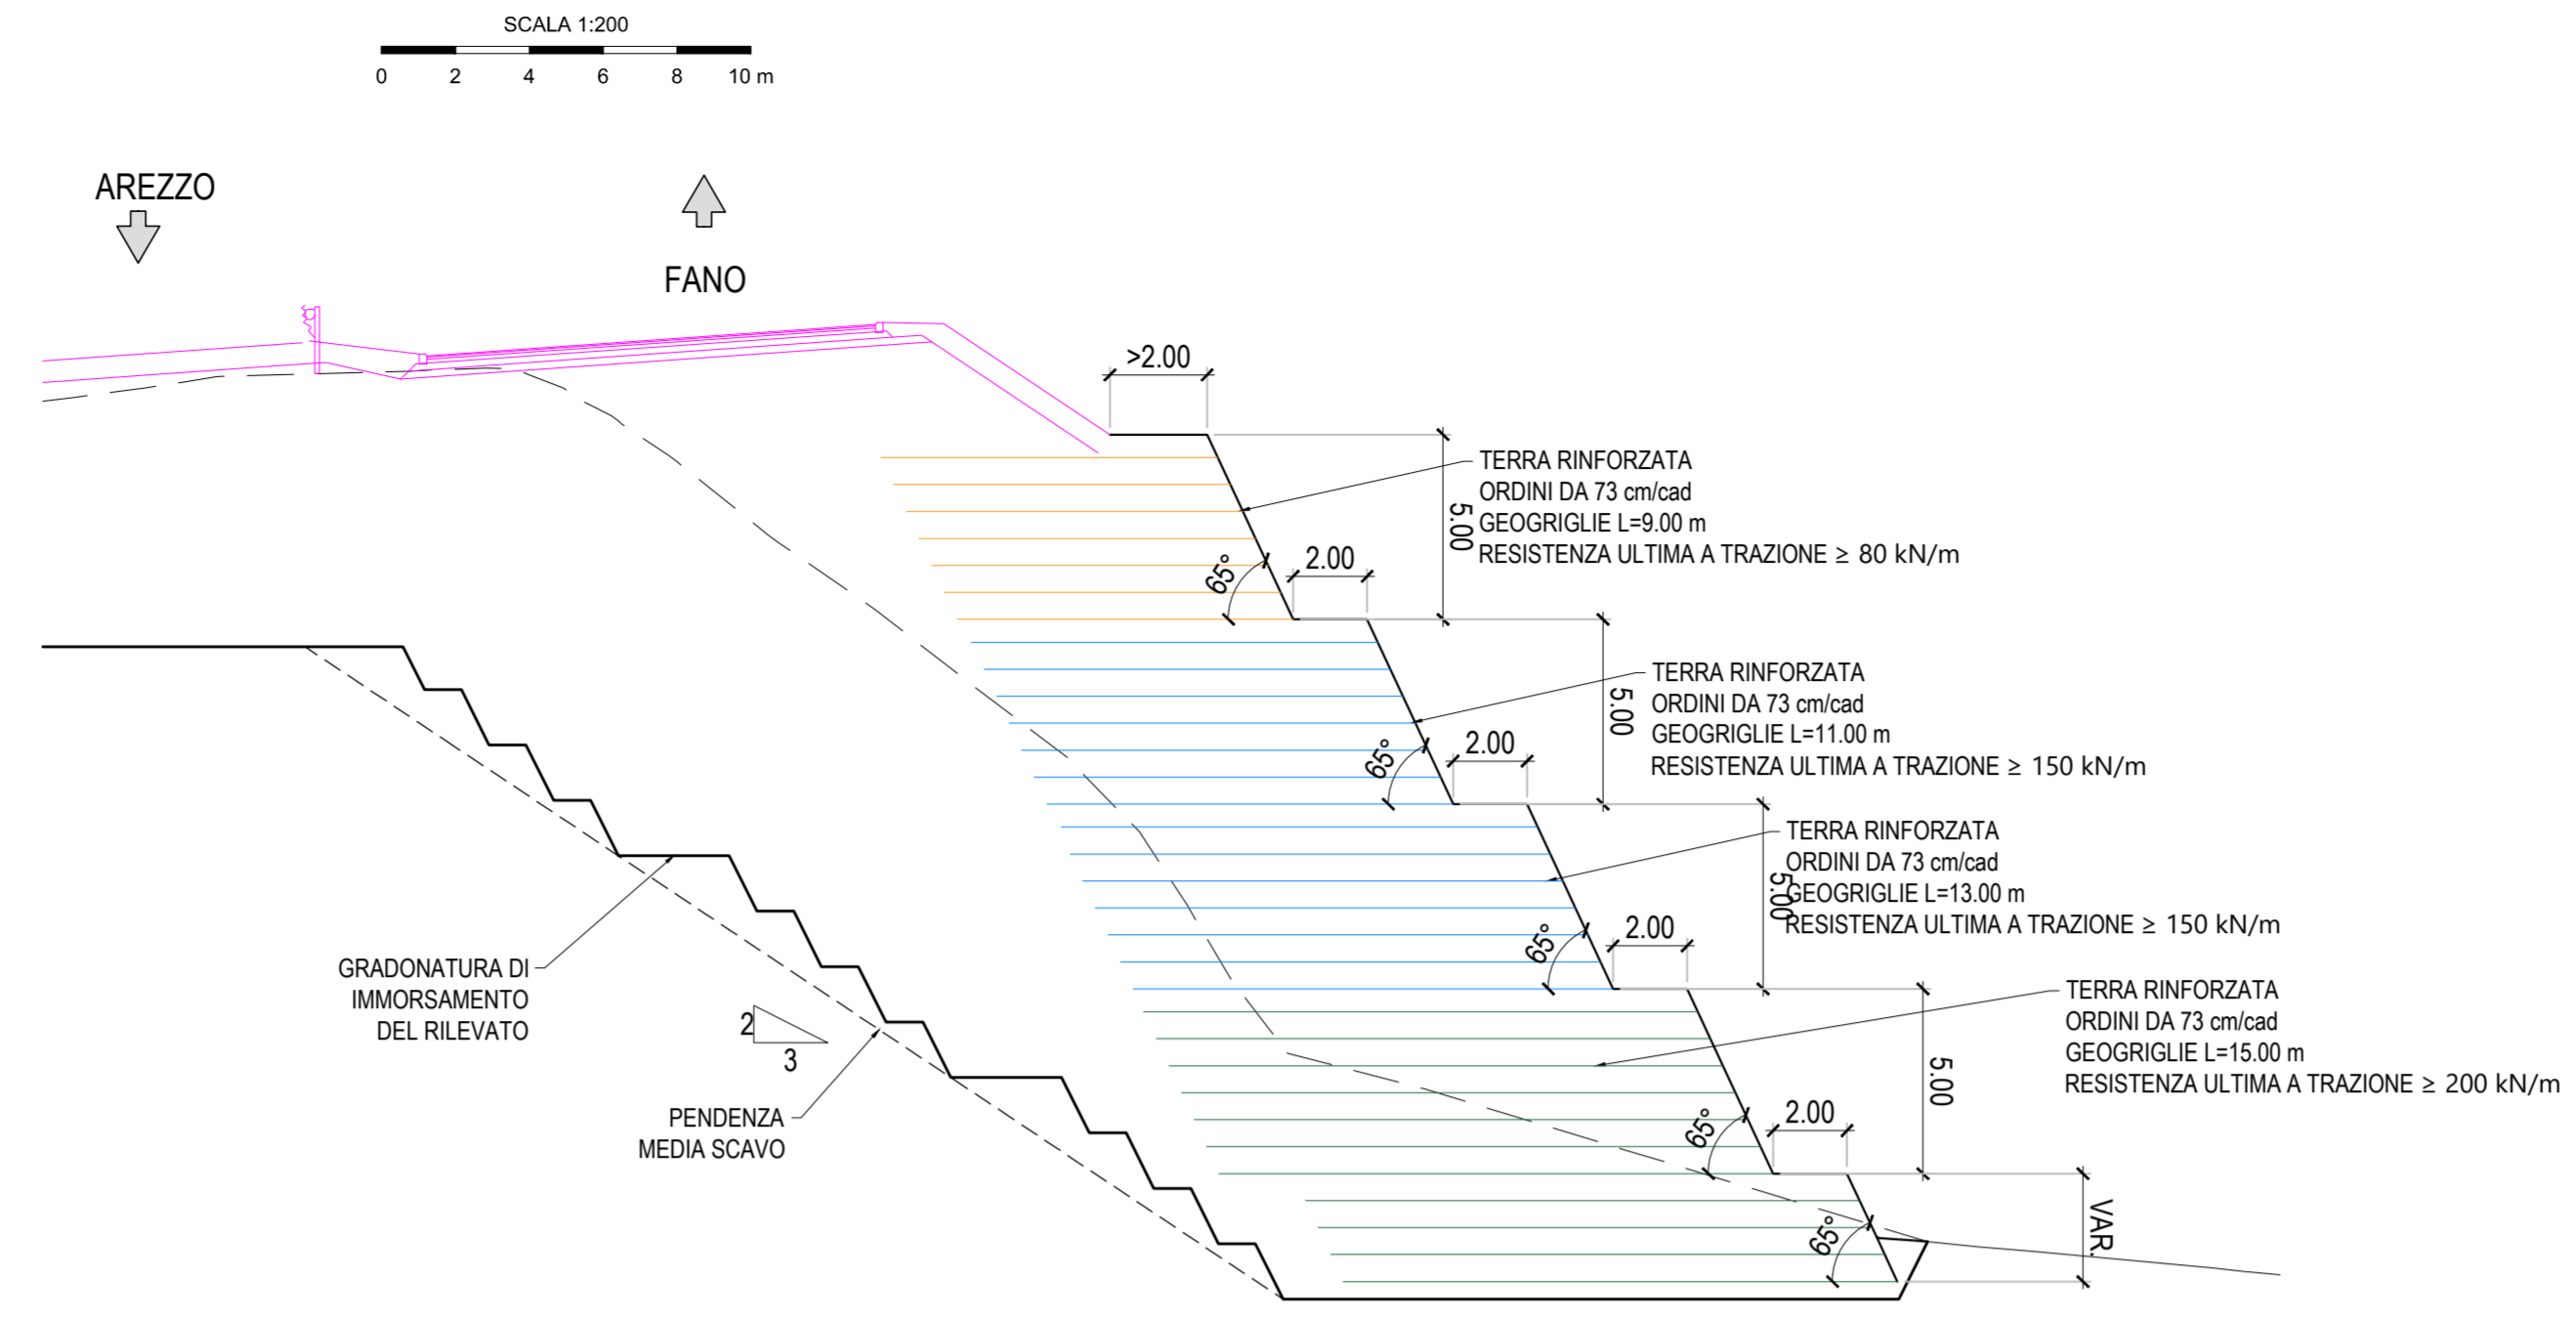 SCALA 1:200
0 2 4 6 8 10 m
AREZZO
FANO
>2.00
TERRA RINFORZATA
ORDINI DA 73 cm/cad
GEOGRIGLIE L=9.00 m
RESISTENZA ULTIMA A TRAZIONE ≥ 80 kN/m
5.00
65°
2.00
TERRA RINFORZATA
ORDINI DA 73 cm/cad
GEOGRIGLIE L=11.00 m
RESISTENZA ULTIMA A TRAZIONE ≥ 150 kN/m
5.00
65°
2.00
TERRA RINFORZATA
ORDINI DA 73 cm/cad
GEOGRIGLIE L=13.00 m
RESISTENZA ULTIMA A TRAZIONE ≥ 150 kN/m
5.00
65°
2.00
GRADONATURA DI
IMMORSAMENTO
DEL RILEVATO
2
3
PENDENZA
MEDIA SCAVO
TERRA RINFORZATA
ORDINI DA 73 cm/cad
GEOGRIGLIE L=15.00 m
RESISTENZA ULTIMA A TRAZIONE ≥ 200 kN/m
5.00
65°
2.00
VAR.
65°